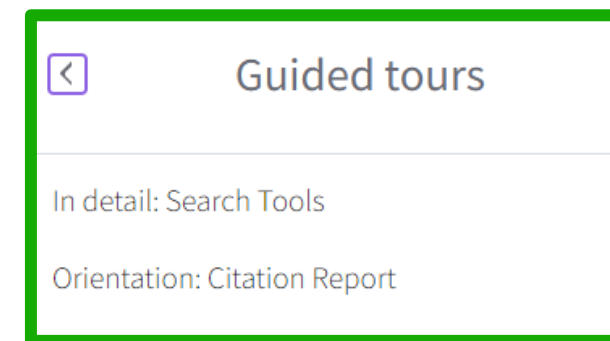 Guided tours
In detail: Search Tools
Orientation: Citation Report